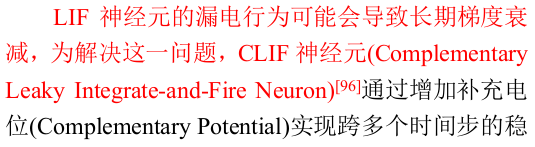 LIF 神经元的漏电行为可能会导致长期梯度衰
减，为解决这一问题，CLIF 神经元(Complementary
Leaky Integrate-and-Fire Neuron)[96]通过增加补充电
位(Complementary Potential)实现跨多个时间步的稳